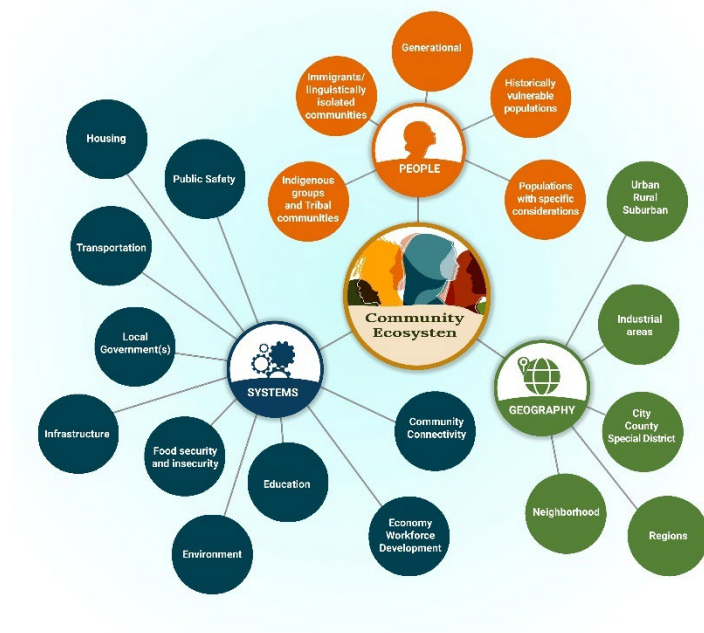 Generational
Immigrants/
linguistically
isolated
communities
Historically
vulnerable
populations
PEOPLE
Indigenous
groups
and Tribal
communities
Populations
with specific
considerations
Community
Ecosysten
Housing
Public Safety
Transportation
Local
Government(s)
SYSTEMS
Infrastructure
Food security
and insecurity
Education
Environment
Community
Connectivity
Economy
Workforce
Development
Urban
Rural
Suburban
Industrial
areas
GEOGRAPHY
City
County
Special District
Neighborhood
Regions